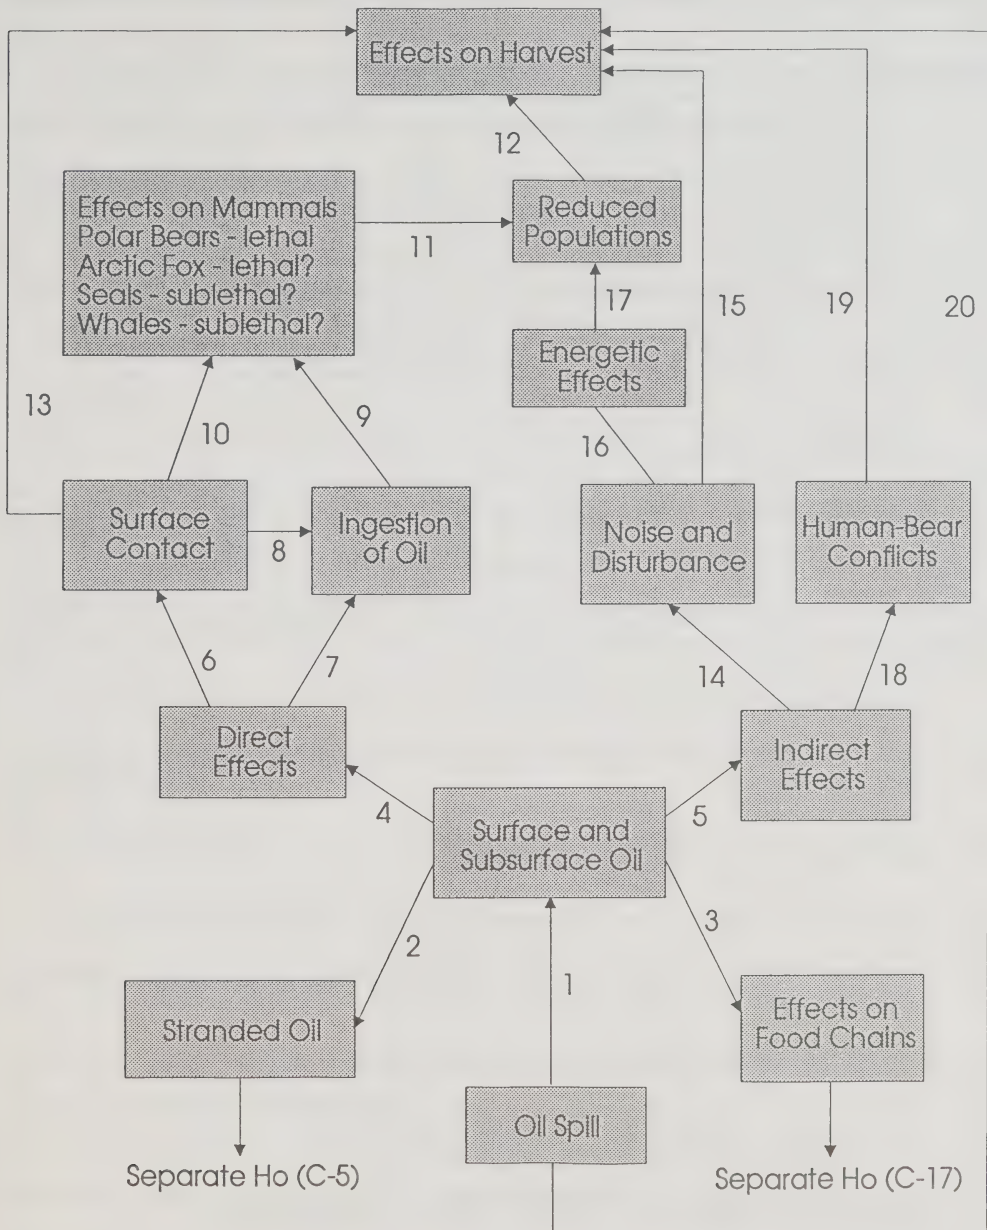 Effects on Harvest
12
Effects on Mammals
Polar Bears - lethal
Arctic Fox - lethal?
Seals - sublethal?
Whales - sublethal?
11
Reduced
Populations
17
15
19
20
Energetic
Effects
13
10
9
16
Surface
Contact
8
Ingestion
of Oil
Noise and
Disturbance
Human-Bear
Conflicts
6
7
14
18
Direct
Effects
Indirect
Effects
4
5
Surface and
Subsurface Oil
2
1
3
Stranded Oil
Effects on
Food Chains
Oil Spill
Separate Ho (C-5)
Separate Ho (C-17)